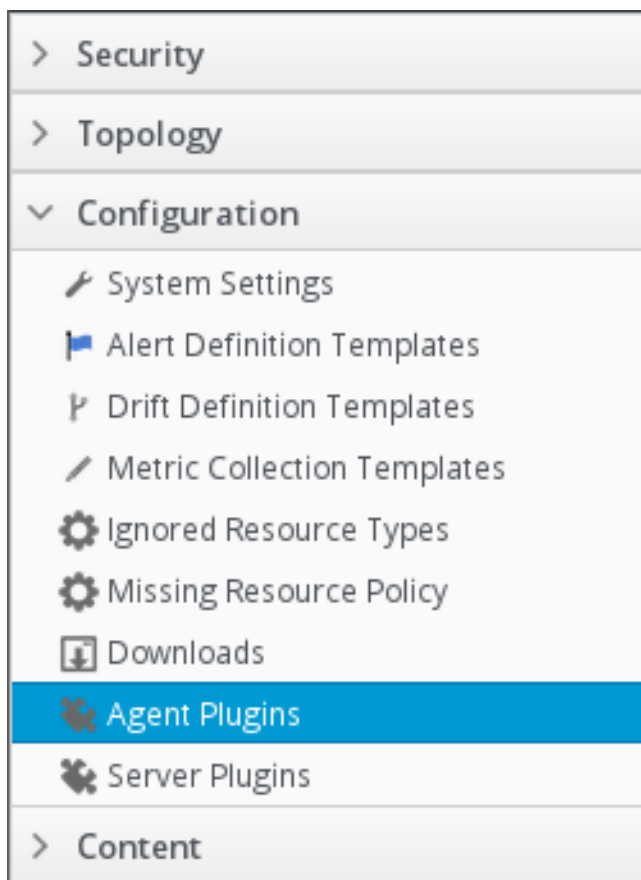 Security
Topology
Configuration
System Settings
Alert Definition Templates
Drift Definition Templates
Metric Collection Templates
Ignored Resource Types
Missing Resource Policy
Downloads
Agent Plugins
Server Plugins
Content